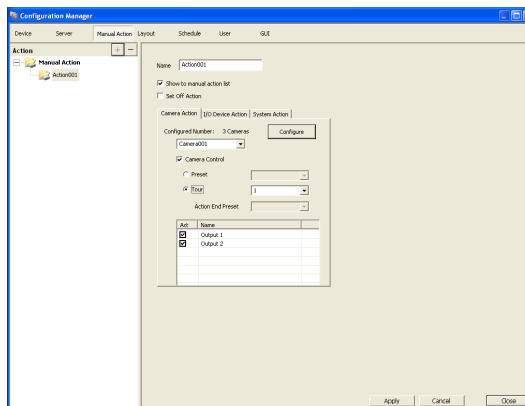 Configuration Manager
Device Server Manual Action Layout Schedule User GUI
Action + −
Manual Action
Action001
Name Action001
Show to manual action list
Set Off Action
Camera Action I/O Device Action System Action
Configured Number: 3 Cameras Configure
Camera001
Camera Control
Preset
Tour 1
Action End Preset
Act Name
Output 1
Output 2
Apply Cancel Close